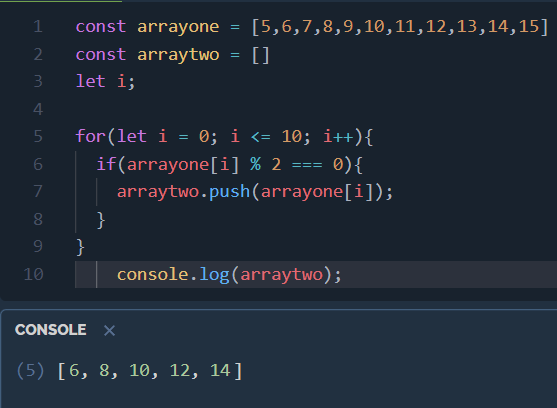 1 const arrayone = [5,6,7,8,9,10,11,12,13,14,15]
2 const arraytwo = []
3 let i;
4
5 for(let i = 0; i <= 10; i++){
6   if(arrayone[i] % 2 === 0){
7     arraytwo.push(arrayone[i]);
8   }
9 }
10     console.log(arraytwo);
CONSOLE ×
(5) [6, 8, 10, 12, 14]